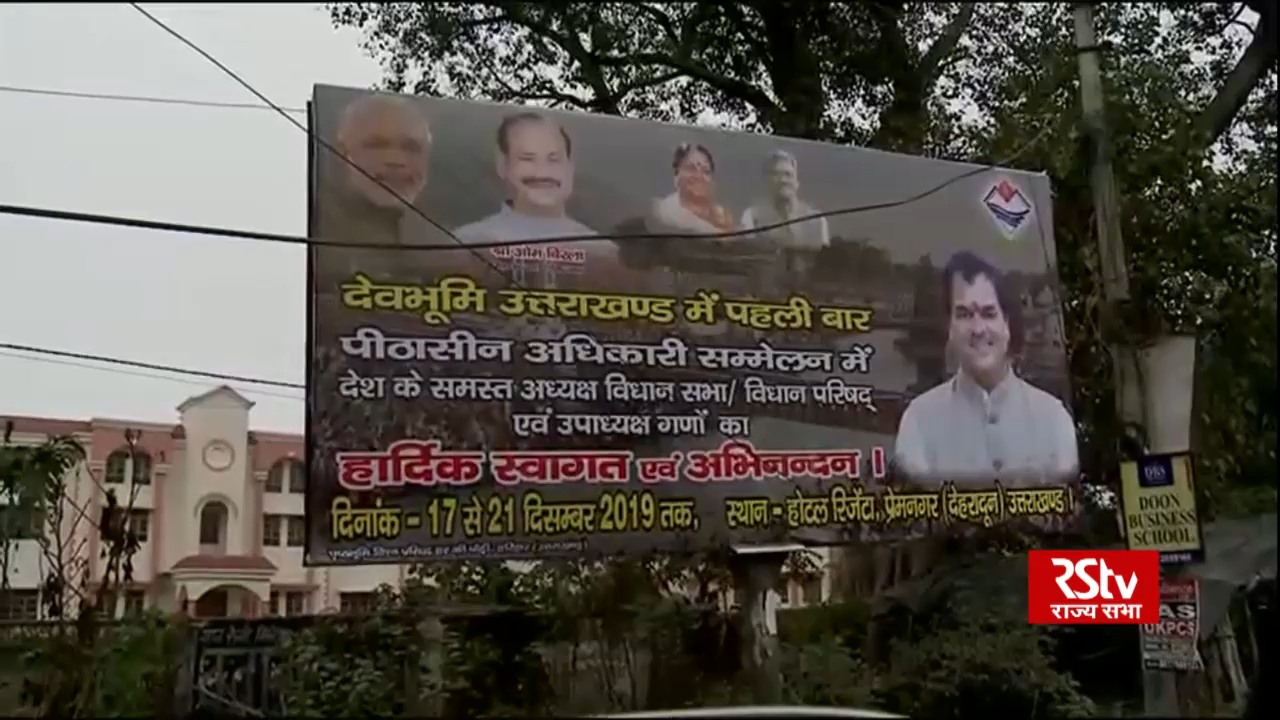 श्री ओम बिरला
देवभूमि उत्तराखण्ड में पहली बार
पीठासीन अधिकारी सम्मेलन में
देश के समस्त अध्यक्ष विधान सभा/ विधान परिषद्
एवं उपाध्यक्ष गणों का
हार्दिक स्वागत एवं अभिनन्दन ।
दिनांक - 17 से 21 दिसम्बर 2019 तक, स्थान - होटल रिजेंटा, प्रेमनगर (देहरादून) उत्तराखण्ड ।
DBS
DOON
BUSINESS
SCHOOL
RStv
राज्य सभा
UKPCS